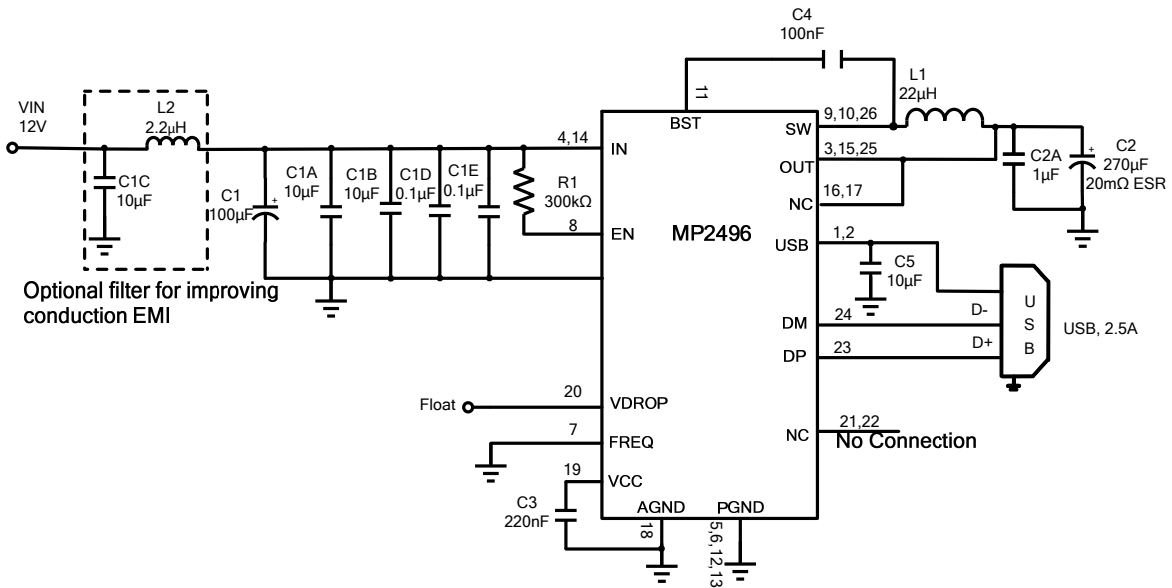 C4
100nF
L1
22µH
11
BST
9,10,26
SW
VIN
12V
L2
2.2µH
4,14
IN
3,15,25
OUT
C2A
1µF
C2
270µF
20mΩ ESR
C1C
10µF
C1
100µF
C1A
10µF
C1B
10µF
C1D
0.1µF
C1E
0.1µF
R1
300kΩ
16,17
NC
8
EN
MP2496
1,2
USB
C5
10µF
Optional filter for improving
conduction EMI
24
DM
D-
23
DP
D+
U
S
B
USB, 2.5A
Float
20
VDROP
7
FREQ
21,22
NC
No Connection
19
VCC
C3
220nF
AGND
PGND
18
5,6,12,13
+
+